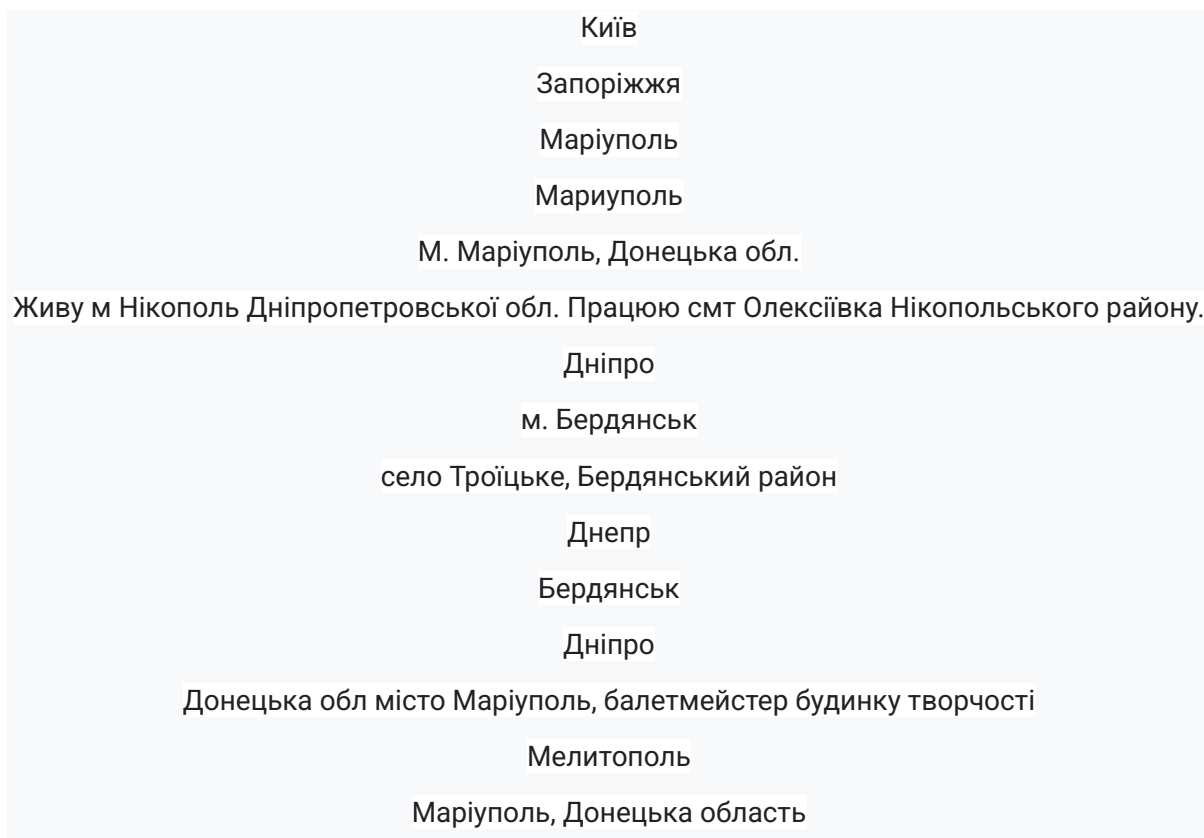 Київ
Запоріжжя
Маріуполь
Мариуполь
М. Маріуполь, Донецька обл.
Живу м Нікополь Дніпропетровської обл. Працюю смт Олексіївка Нікопольського району.
Дніпро
м. Бердянськ
село Троїцьке, Бердянський район
Днепр
Бердянськ
Дніпро
Донецька обл місто Маріуполь, балетмейстер будинку творчості
Мелитополь
Маріуполь, Донецька область